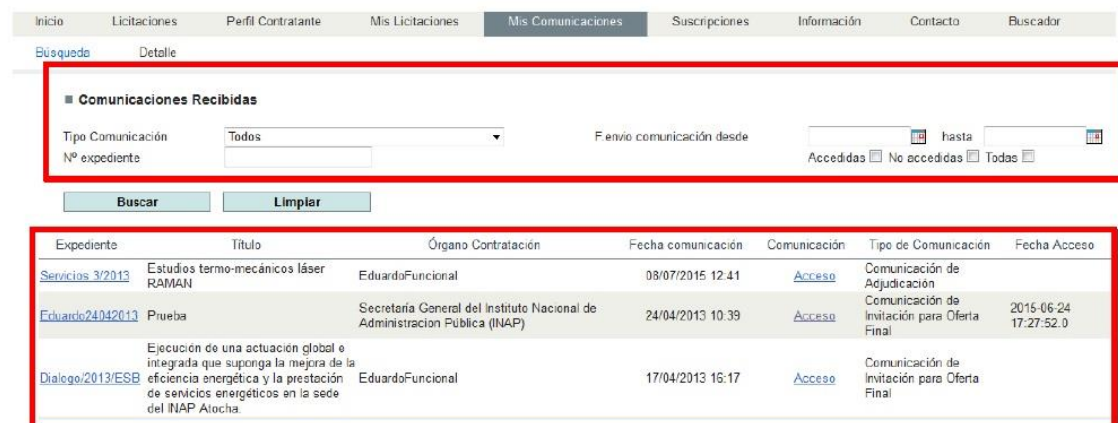 Inicio Licitaciones Perfil Contratante Mis Licitaciones Mis Comunicaciones Suscripciones Información Contacto Buscador
Búsqueda Detalle
Comunicaciones Recibidas
Tipo Comunicación Todos F.envio comunicación desde hasta
Nº expediente Accedidas No accedidas Todas
Buscar Limpiar
Expediente Título Órgano Contratación Fecha comunicación Comunicación Tipo de Comunicación Fecha Acceso
Servicios 3/2013 Estudios termo-mecánicos láser RAMAN EduardoFuncional 08/07/2015 12:41 Acceso Comunicación de Adjudicación
Eduardo24042013 Prueba Secretaría General del Instituto Nacional de Administracion Pública (INAP) 24/04/2013 10:39 Acceso Comunicación de Invitación para Oferta Final 2015-06-24 17:27:52.0
Dialogo/2013/ESB Ejecución de una actuación global e integrada que suponga la mejora de la eficiencia energética y la prestación de servicios energéticos en la sede del INAP Atocha. EduardoFuncional 17/04/2013 16:17 Acceso Comunicación de Invitación para Oferta Final